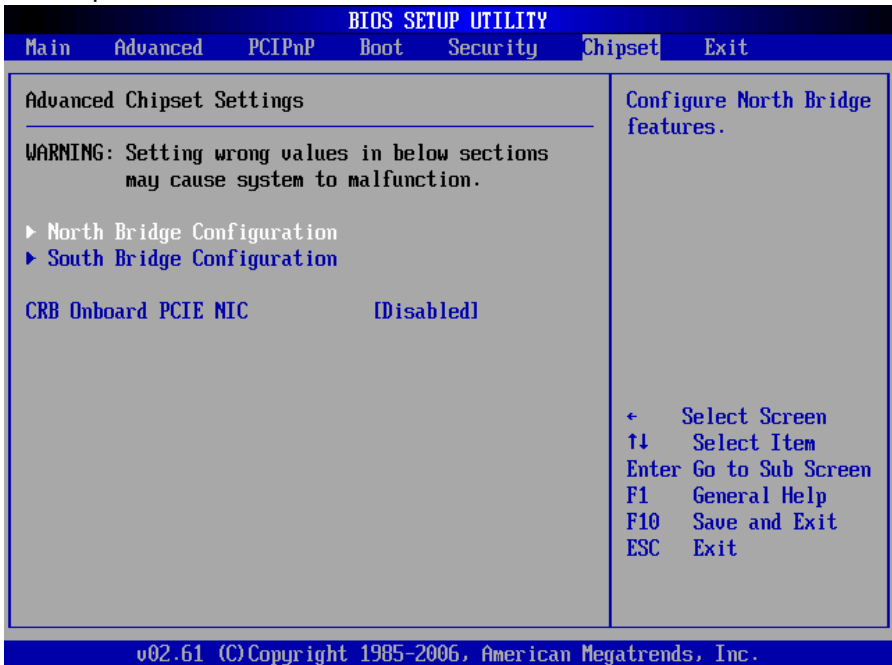 BIOS SETUP UTILITY
Main Advanced PCIPnP Boot Security Chipset Exit
Advanced Chipset Settings
WARNING: Setting wrong values in below sections
may cause system to malfunction.
▶ North Bridge Configuration
▶ South Bridge Configuration
CRB Onboard PCIE NIC [Disabled]
Configure North Bridge
features.
← Select Screen
↑↓ Select Item
Enter Go to Sub Screen
F1 General Help
F10 Save and Exit
ESC Exit
v02.61 (C)Copyright 1985-2006, American Megatrends, Inc.